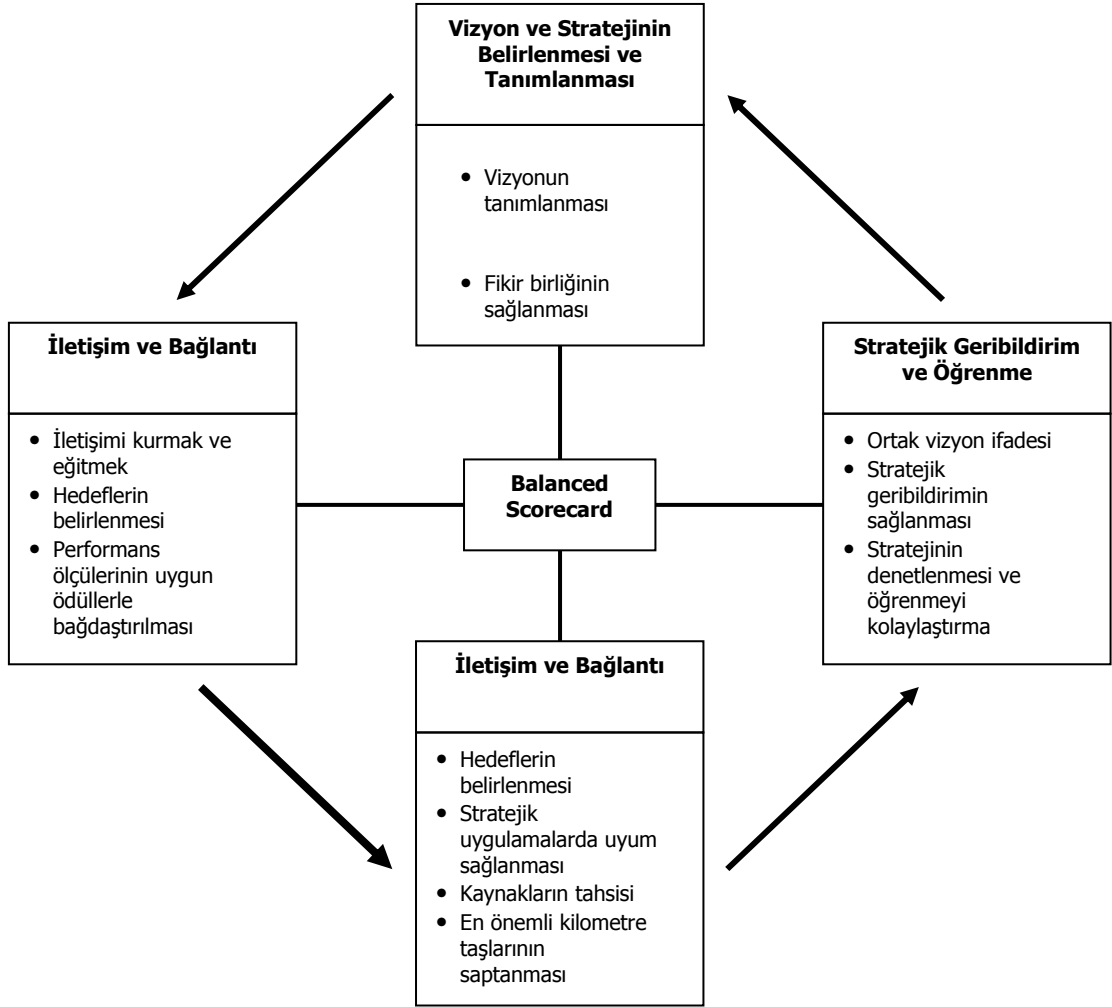 Vizyon ve Stratejinin
Belirlenmesi ve
Tanımlanması
• Vizyonun
tanımlanması
• Fikir birliğinin
sağlanması
İletişim ve Bağlantı
• İletişimi kurmak ve
eğitmek
• Hedeflerin
belirlenmesi
• Performans
ölçülerinin uygun
ödüllerle
bağdaştırılması
Balanced
Scorecard
Stratejik Geribildirim
ve Öğrenme
• Ortak vizyon ifadesi
• Stratejik
geribildirimin
sağlanması
• Stratejinin
denetlenmesi ve
öğrenmeyi
kolaylaştırma
İletişim ve Bağlantı
• Hedeflerin
belirlenmesi
• Stratejik
uygulamalarda uyum
sağlanması
• Kaynakların tahsisi
• En önemli kilometre
taşlarının
saptanması